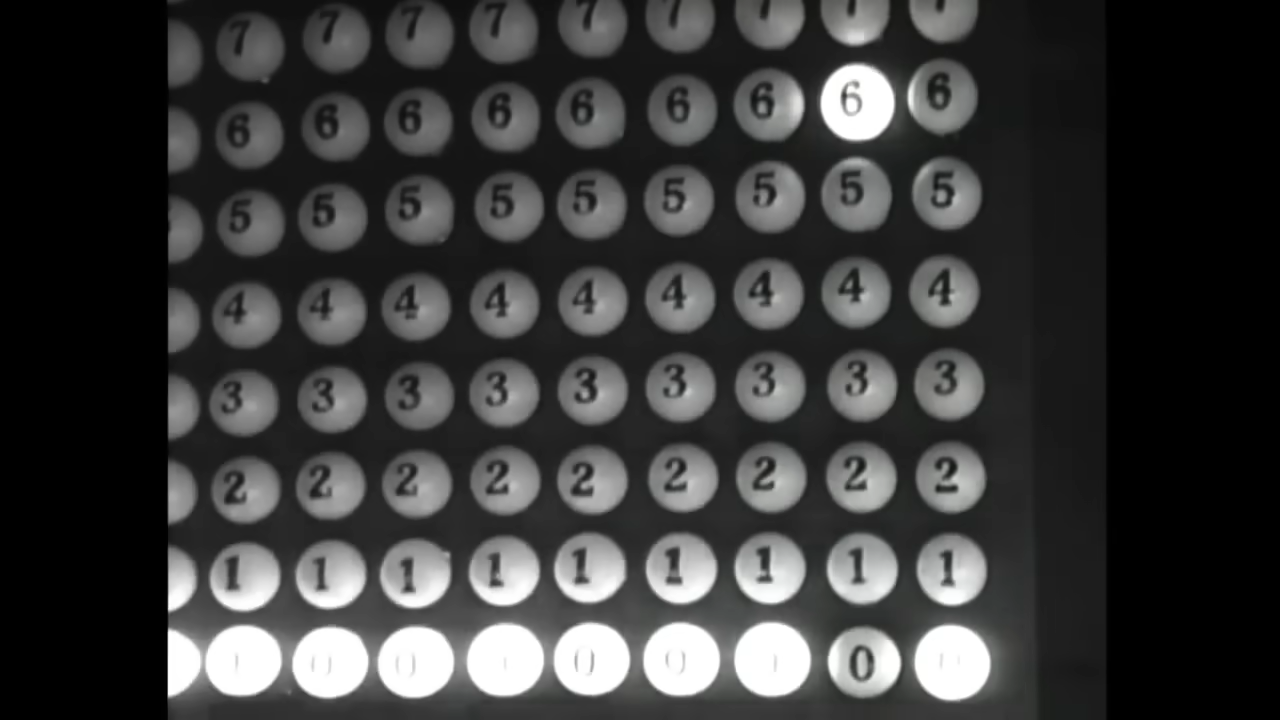 7 7 7 7 7 7 7 7 7
6 6 6 6 6 6 6 6 6
5 5 5 5 5 5 5 5 5
4 4 4 4 4 4 4 4 4
3 3 3 3 3 3 3 3 3
2 2 2 2 2 2 2 2 2
1 1 1 1 1 1 1 1 1
0 0 0 0 0